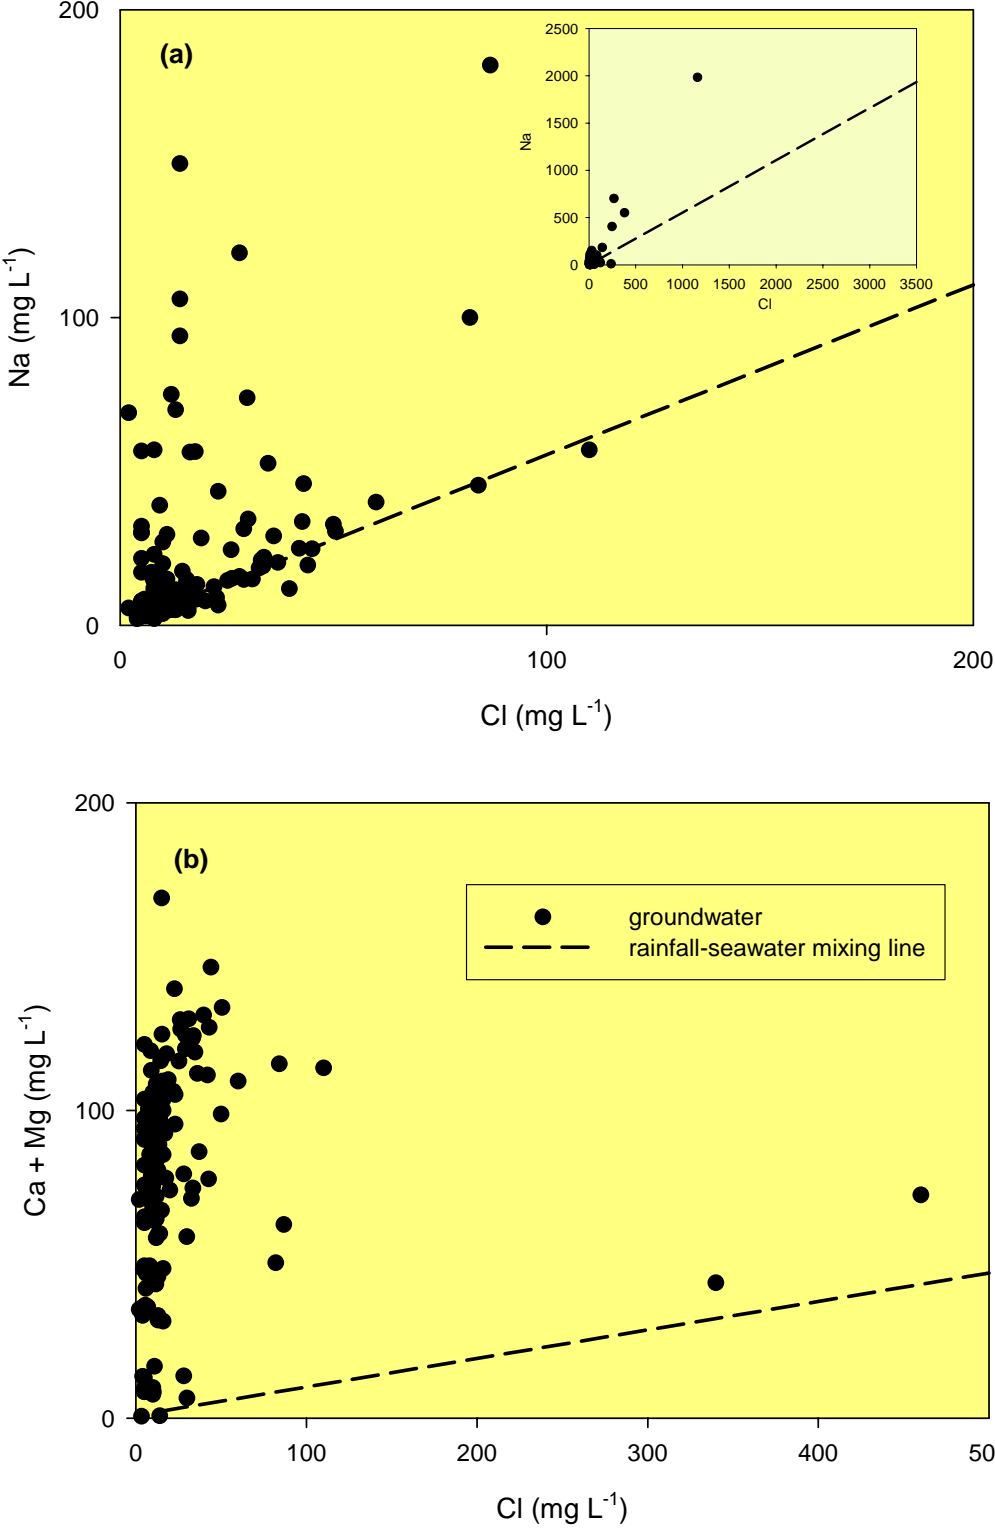 200
(a)
2500
2000
1500
1000
500
0
Na
0 500 1000 1500 2000 2500 3000 3500
Cl
Na (mg L-1)
100
0
0 100 200
Cl (mg L-1)
200
(b)
groundwater
rainfall-seawater mixing line
Ca + Mg (mg L-1)
100
0
0 100 200 300 400 50
Cl (mg L-1)